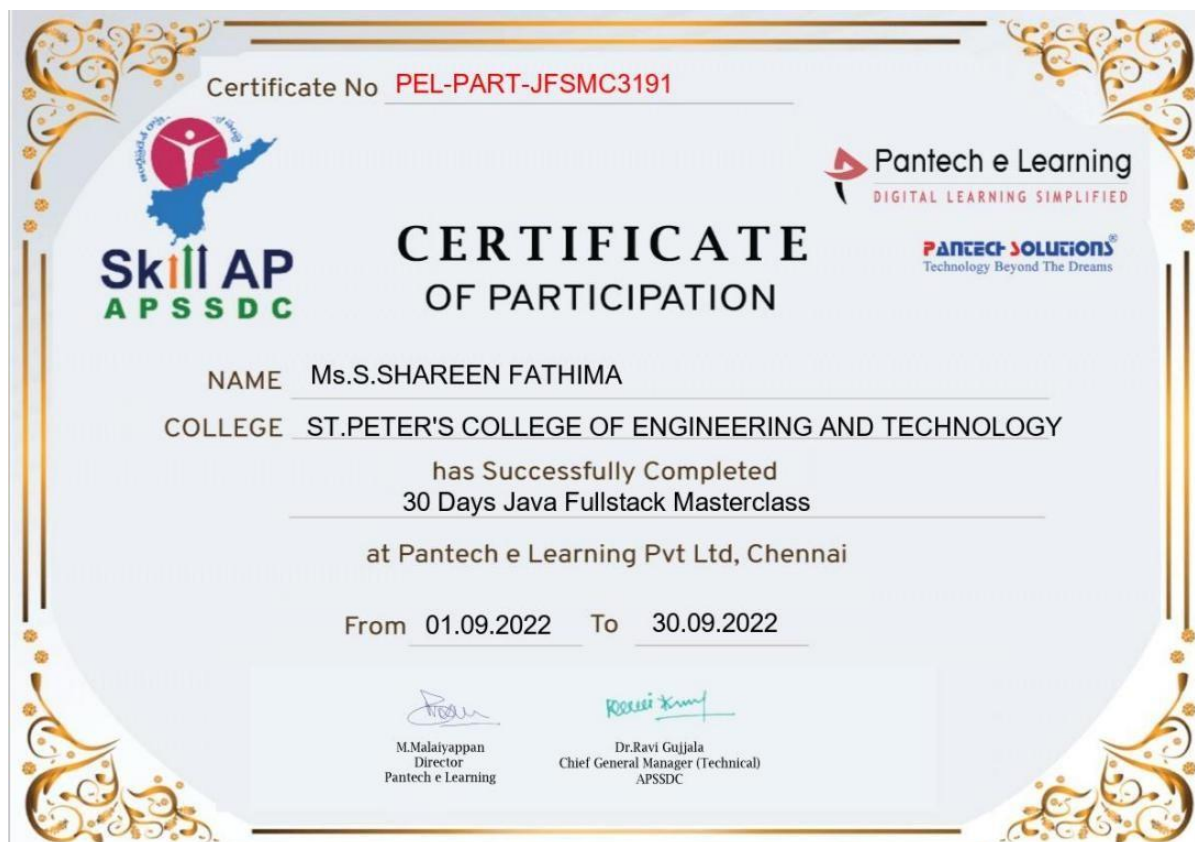 Certificate No PEL-PART-JFSMC3191
Skill AP
APSSDC
Pantech e Learning
DIGITAL LEARNING SIMPLIFIED
PANTECH SOLUTIONS®
Technology Beyond The Dreams
CERTIFICATE
OF PARTICIPATION
NAME Ms.S.SHAREEN FATHIMA
COLLEGE ST.PETER'S COLLEGE OF ENGINEERING AND TECHNOLOGY
has Successfully Completed
30 Days Java Fullstack Masterclass
at Pantech e Learning Pvt Ltd, Chennai
From 01.09.2022 To 30.09.2022
M.Malaiyappan
Director
Pantech e Learning
Dr.Ravi Gujjala
Chief General Manager (Technical)
APSSDC